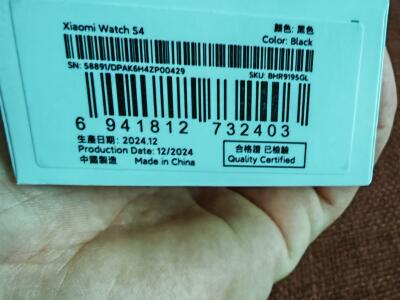 Xiaomi Watch S4
顏色: 黑色
Color: Black
SN: 58891/DPAK6H4ZP00429
SKU: BHR9195GL
6 941812 732403
生產日期: 2024.12
Production Date: 12/2024
中國製造 Made in China
合格證 已檢驗
Quality Certified